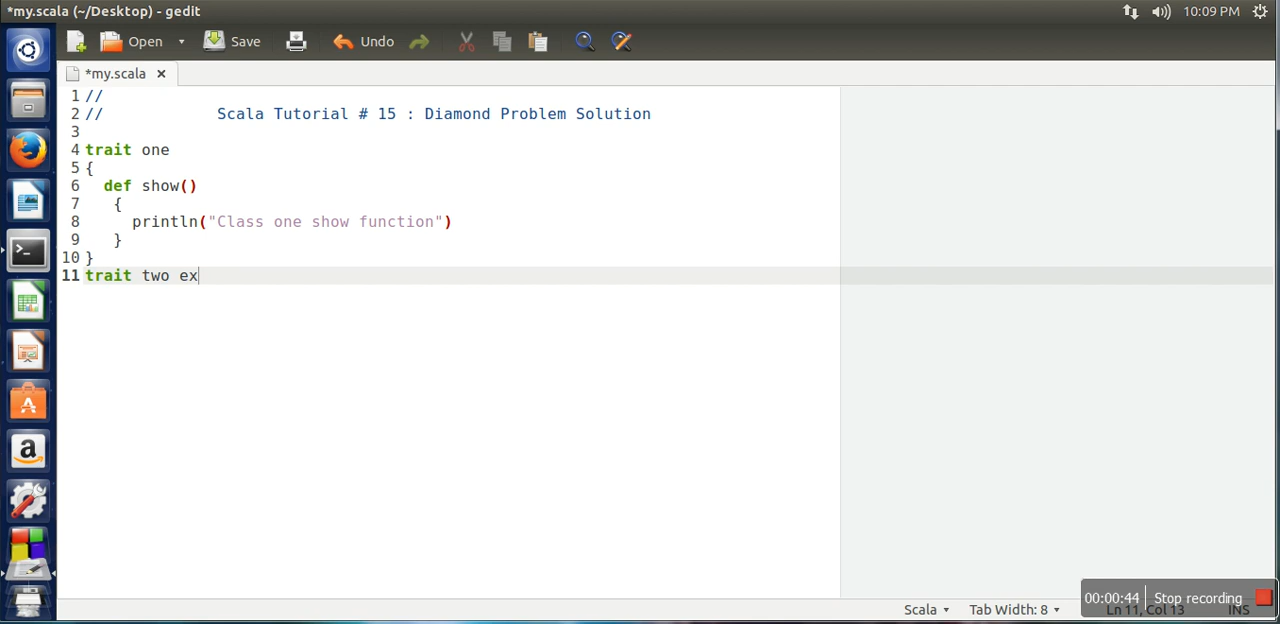 *my.scala (~/Desktop) - gedit 10:09 PM
Open Save Undo
*my.scala x
1 //
2 // Scala Tutorial # 15 : Diamond Problem Solution
3
4 trait one
5 {
6 def show()
7 {
8 println("Class one show function")
9 }
10 }
11 trait two ex
Scala Tab Width: 8 Ln 11, Col 13 INS
00:00:44 Stop recording